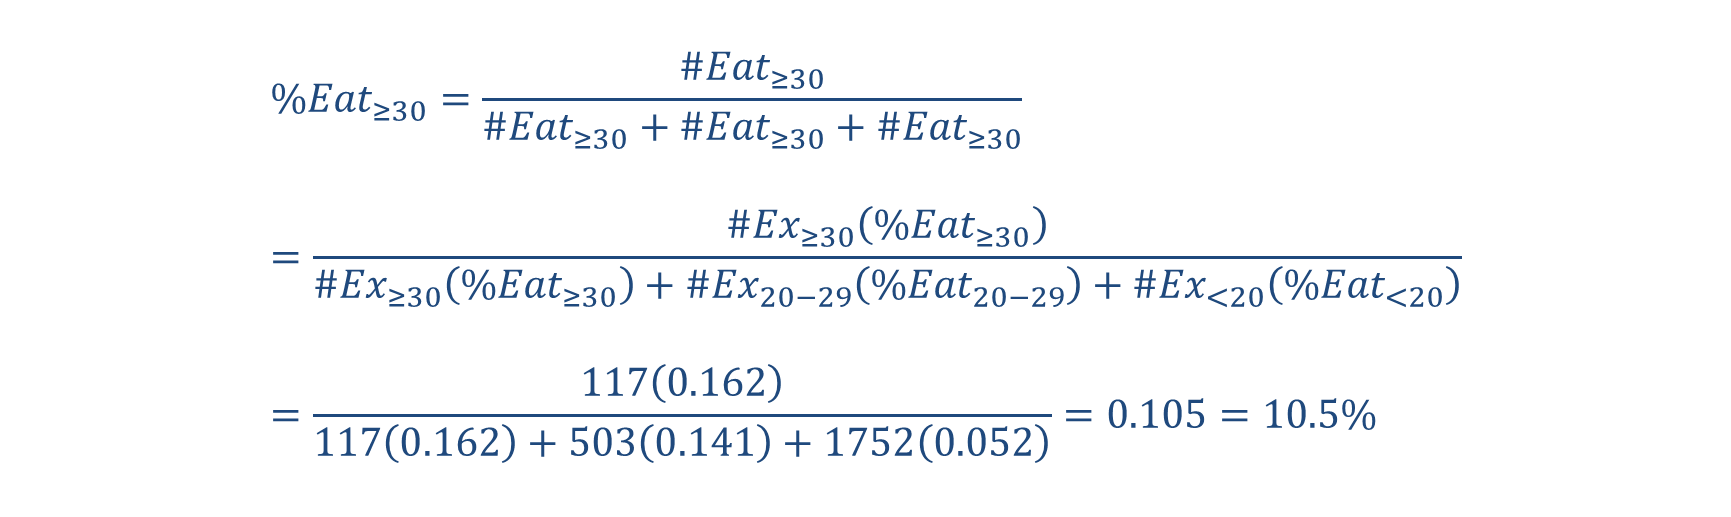 %Eat≥30 = #Eat≥30 / (#Eat≥30 + #Eat≥30 + #Eat≥30)
= #Ex≥30(%Eat≥30) / (#Ex≥30(%Eat≥30) + #Ex20−29(%Eat20−29) + #Ex<20(%Eat<20))
= 117(0.162) / (117(0.162) + 503(0.141) + 1752(0.052)) = 0.105 = 10.5%